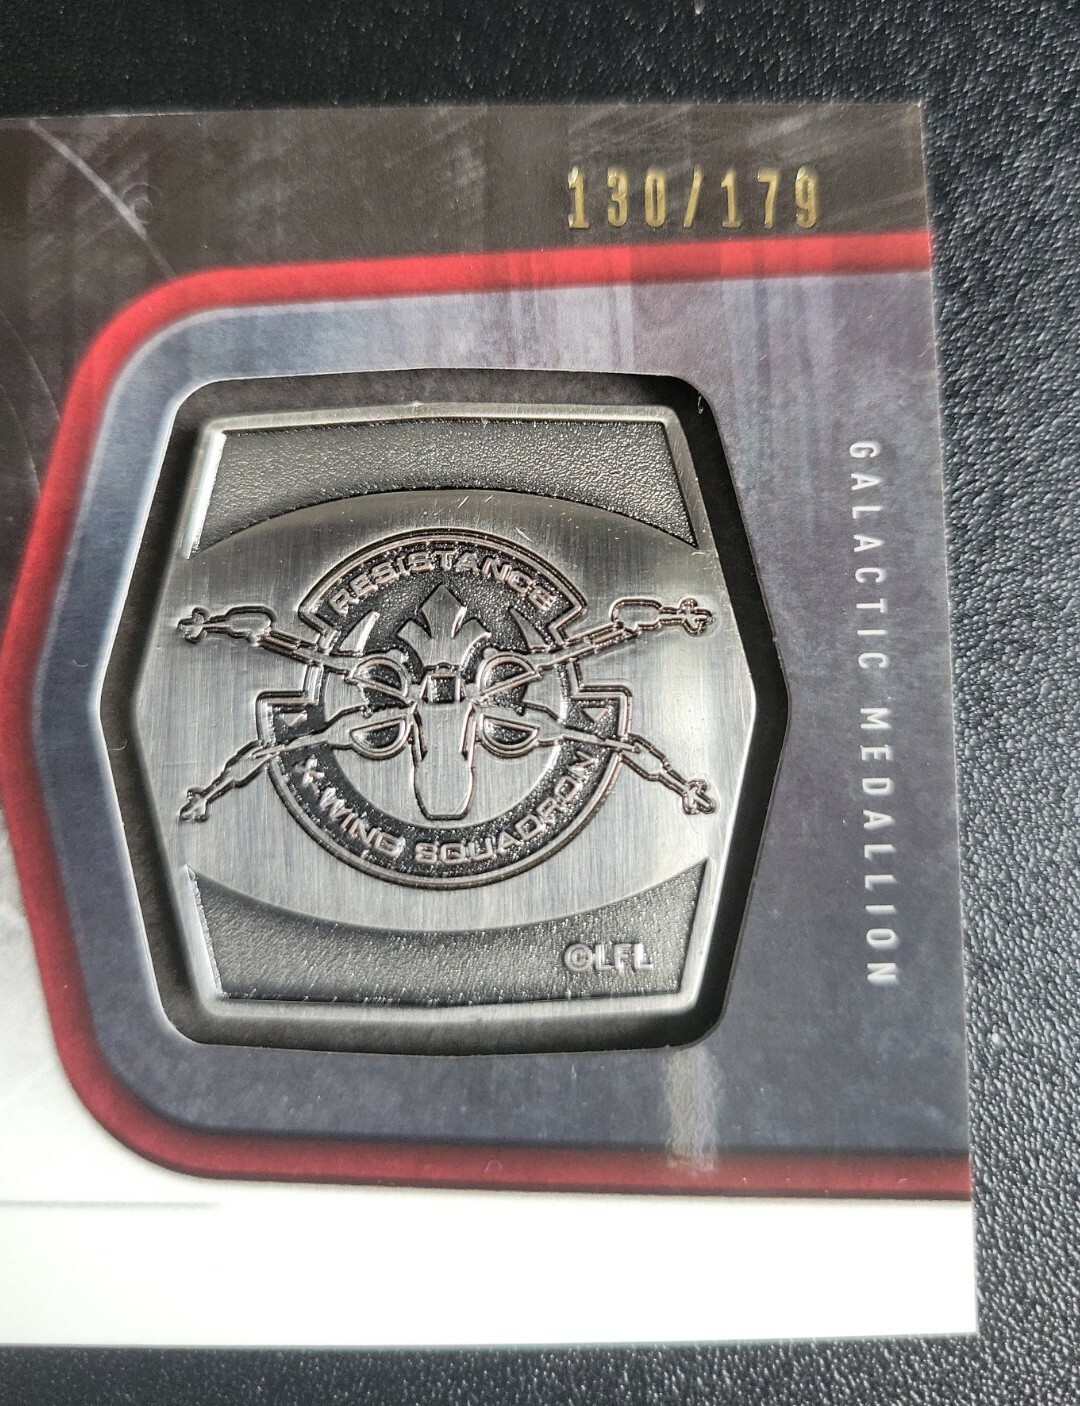 130/179
RESISTANCE
X-WING SQUADRON
©LFL
GALACTIC MEDALLION